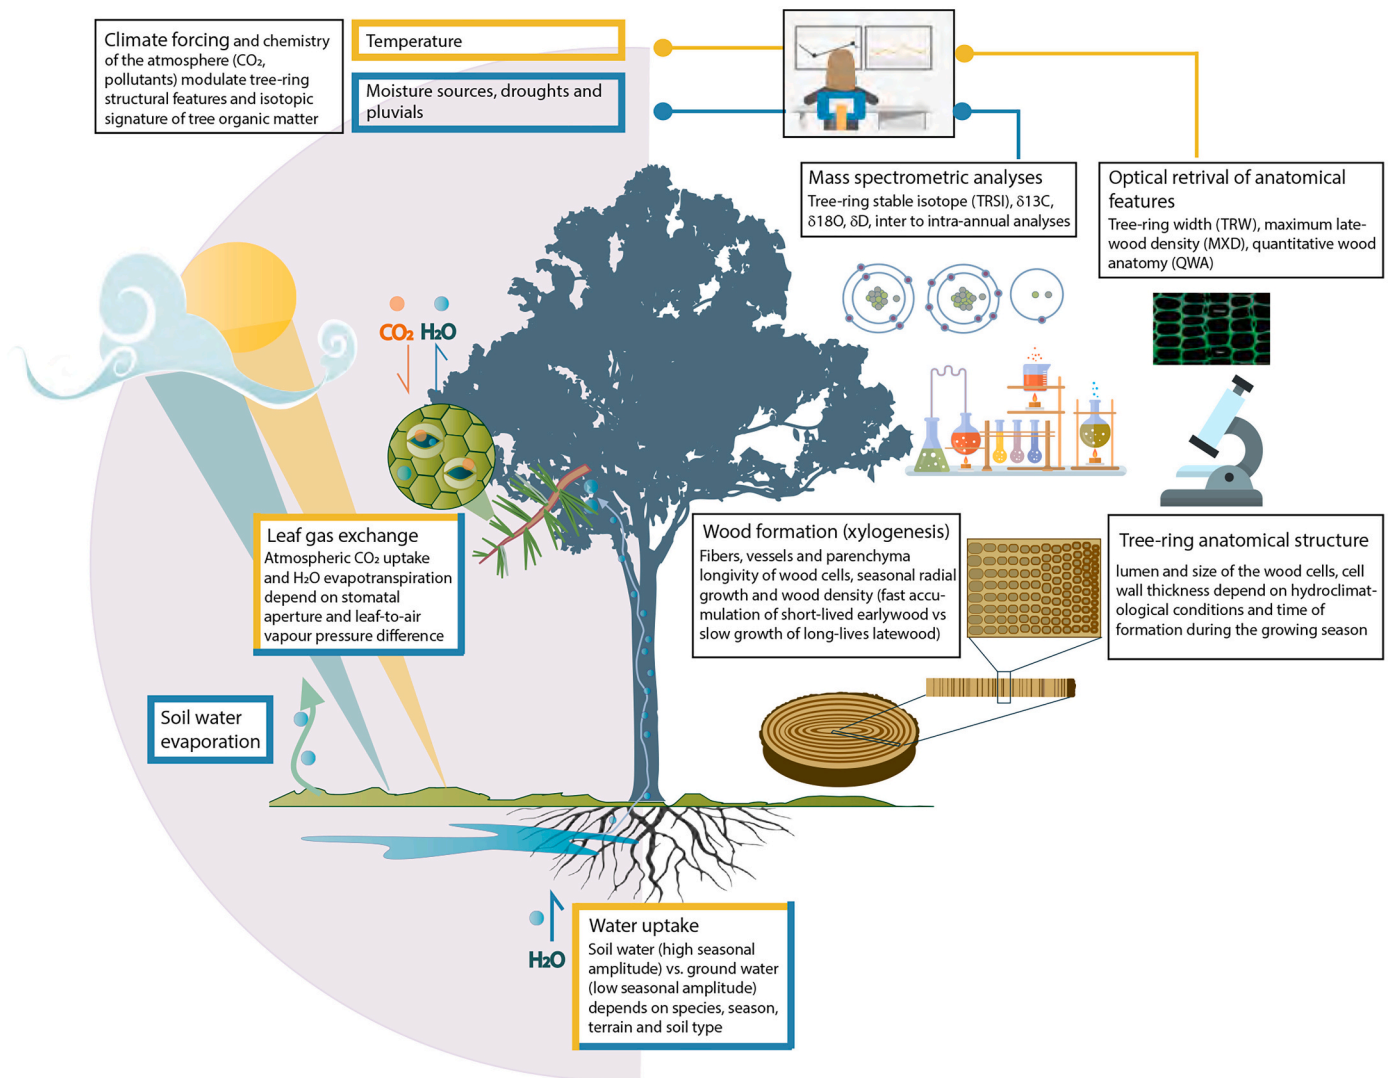 Climate forcing and chemistry
of the atmosphere (CO₂,
pollutants) modulate tree-ring
structural features and isotopic
signature of tree organic matter
Temperature
Moisture sources, droughts and
pluvials
Mass spectrometric analyses
Tree-ring stable isotope (TRSI), δ13C,
δ18O, δD, inter to intra-annual analyses
Optical retrival of anatomical
features
Tree-ring width (TRW), maximum late-
wood density (MXD), quantitative wood
anatomy (QWA)
CO₂ H₂O
Leaf gas exchange
Atmospheric CO₂ uptake
and H₂O evapotranspiration
depend on stomatal
aperture and leaf-to-air
vapour pressure difference
Wood formation (xylogenesis)
Fibers, vessels and parenchyma
longivity of wood cells, seasonal radial
growth and wood density (fast accu-
mulation of short-lived earlywood vs
slow growth of long-lives latewood)
Tree-ring anatomical structure
lumen and size of the wood cells, cell
wall thickness depend on hydroclimat-
ological conditions and time of
formation during the growing season
Soil water
evaporation
H₂O
Water uptake
Soil water (high seasonal
amplitude) vs. ground water
(low seasonal amplitude)
depends on species, season,
terrain and soil type